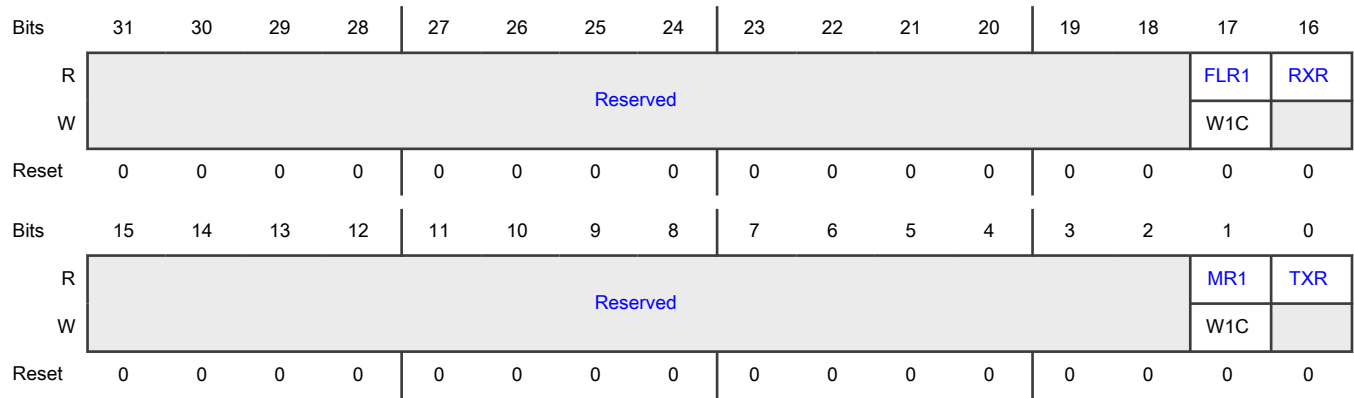 Bits 31 30 29 28 27 26 25 24 23 22 21 20 19 18 17 16
R FLR1 RXR
Reserved
W W1C
Reset 0 0 0 0 0 0 0 0 0 0 0 0 0 0 0 0
Bits 15 14 13 12 11 10 9 8 7 6 5 4 3 2 1 0
R MR1 TXR
Reserved
W W1C
Reset 0 0 0 0 0 0 0 0 0 0 0 0 0 0 0 0